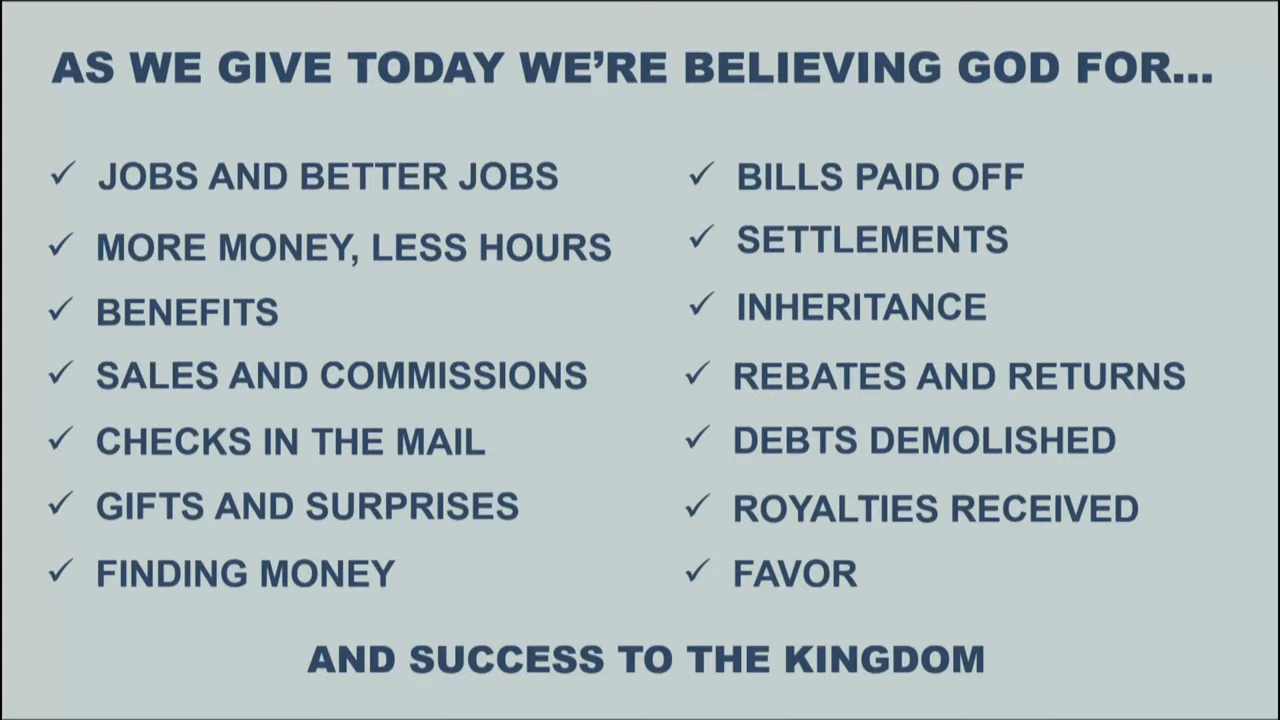 AS WE GIVE TODAY WE’RE BELIEVING GOD FOR...
✓ JOBS AND BETTER JOBS
✓ MORE MONEY, LESS HOURS
✓ BENEFITS
✓ SALES AND COMMISSIONS
✓ CHECKS IN THE MAIL
✓ GIFTS AND SURPRISES
✓ FINDING MONEY
✓ BILLS PAID OFF
✓ SETTLEMENTS
✓ INHERITANCE
✓ REBATES AND RETURNS
✓ DEBTS DEMOLISHED
✓ ROYALTIES RECEIVED
✓ FAVOR
AND SUCCESS TO THE KINGDOM